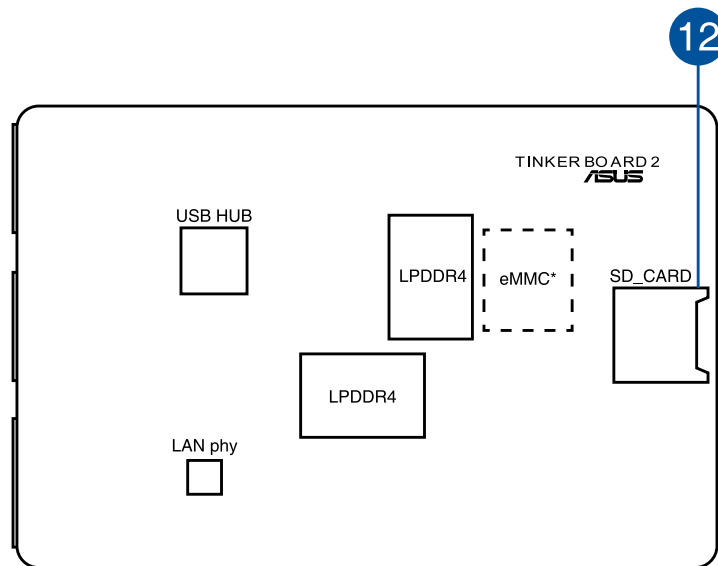 12
TINKER BOARD 2
ASUS
USB HUB
LPDDR4
eMMC*
SD_CARD
LPDDR4
LAN phy